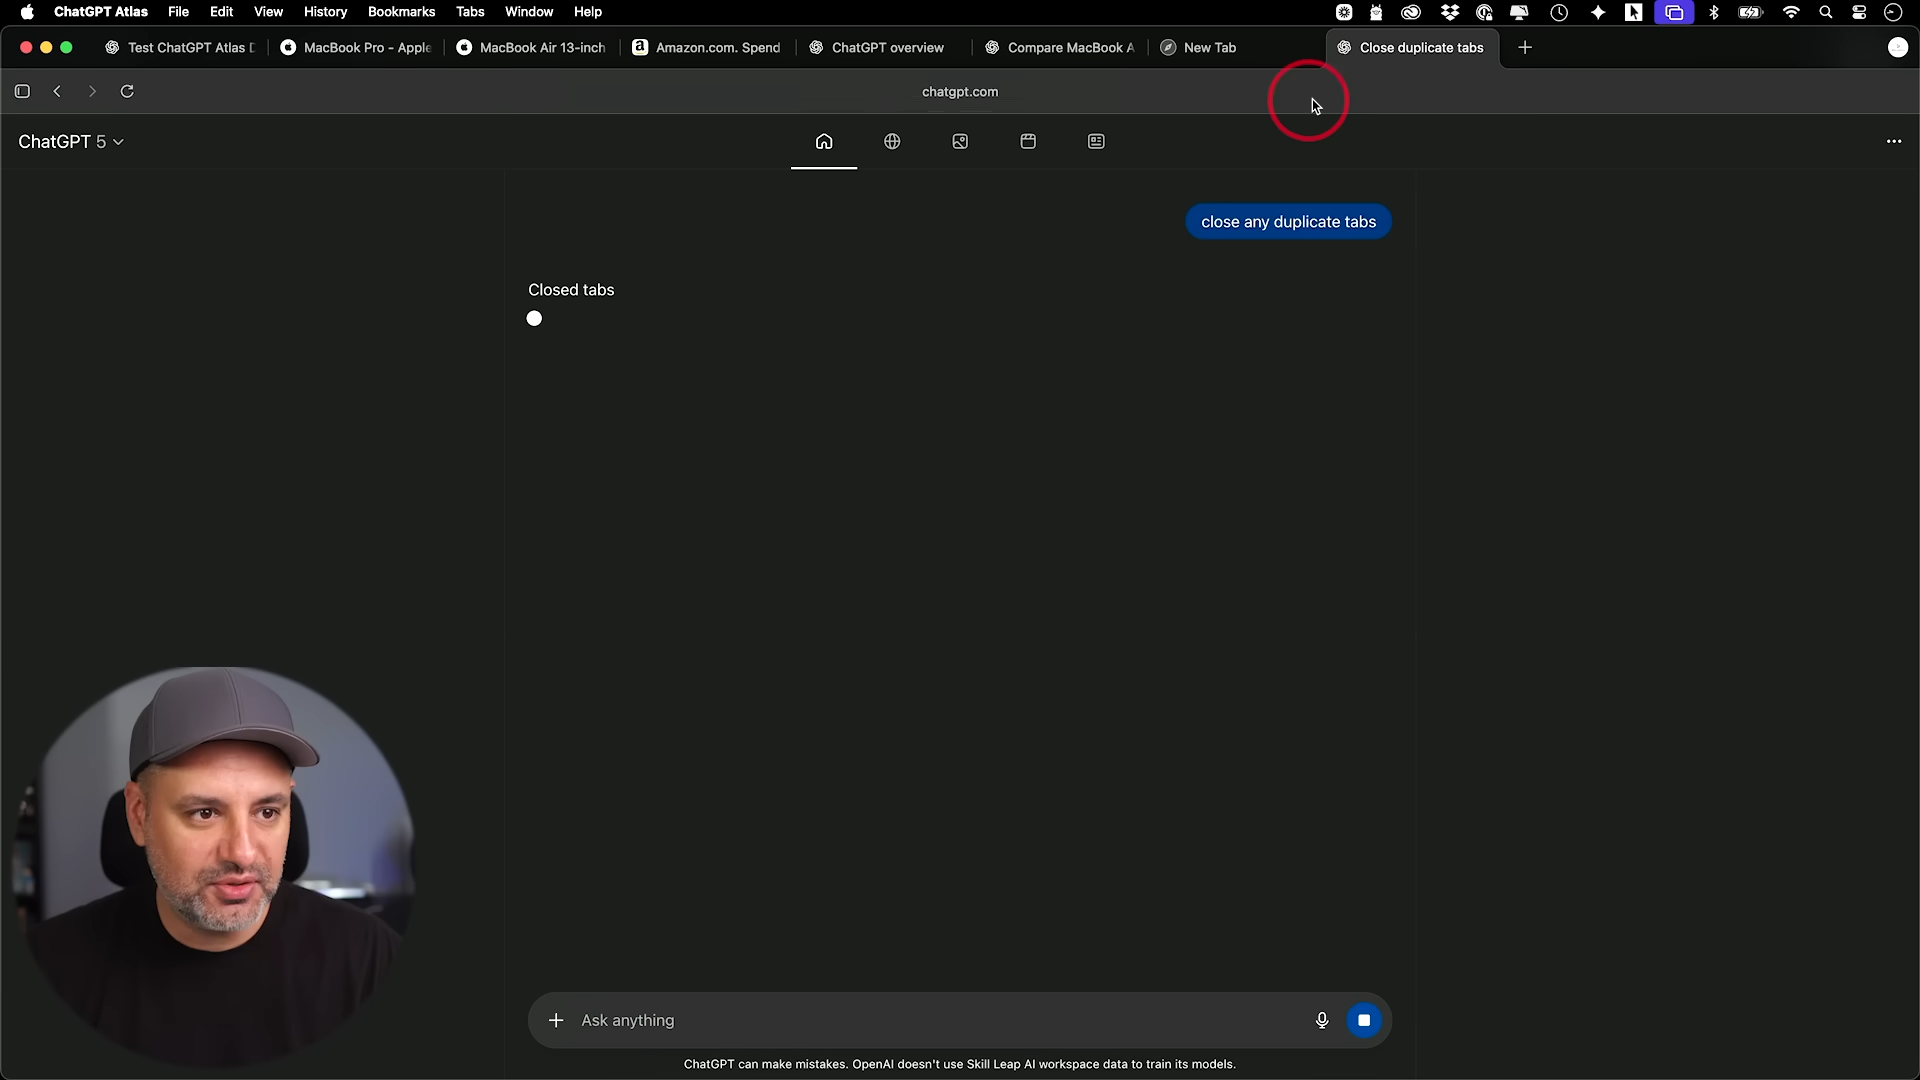 ChatGPT Atlas File Edit View History Bookmarks Tabs Window Help
Test ChatGPT Atlas D
MacBook Pro - Apple
MacBook Air 13-inch
Amazon.com. Spend
ChatGPT overview
Compare MacBook A
New Tab
Close duplicate tabs
chatgpt.com
ChatGPT 5
close any duplicate tabs
Closed tabs
Ask anything
ChatGPT can make mistakes. OpenAI doesn't use Skill Leap AI workspace data to train its models.